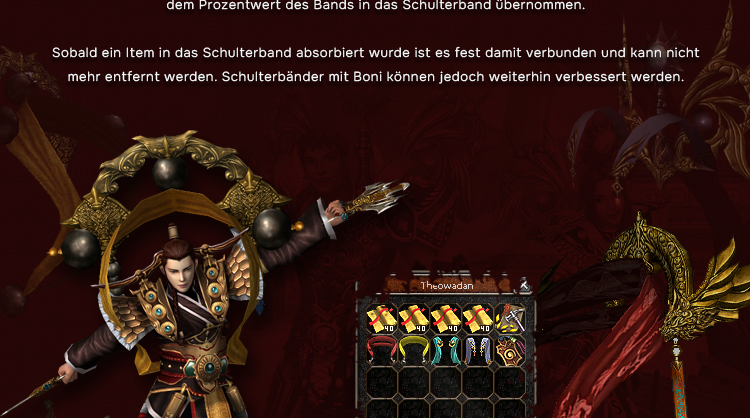 dem Prozentwert des Bands in das Schulterband übernommen.
Sobald ein Item in das Schulterband absorbiert wurde ist es fest damit verbunden und kann nicht
mehr entfernt werden. Schulterbänder mit Boni können jedoch weiterhin verbessert werden.
Theowadan
40 40 40 40